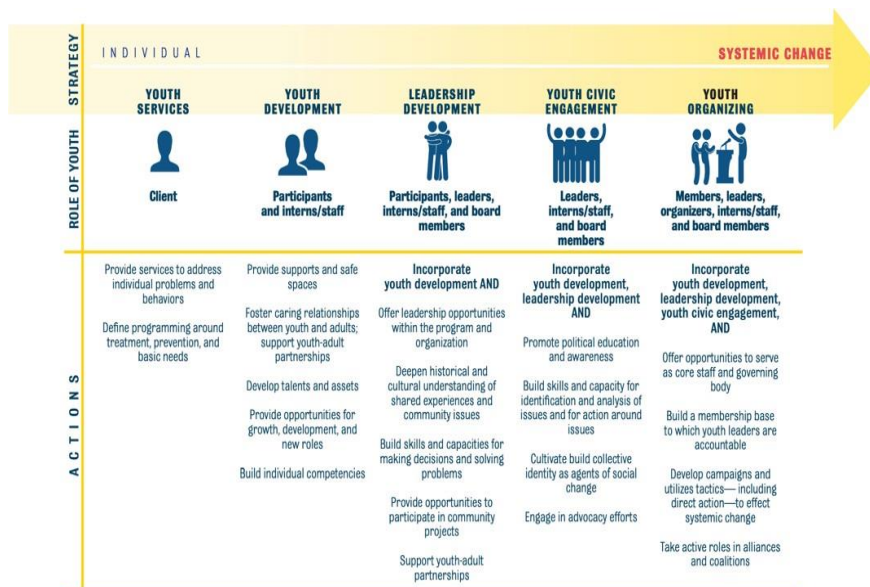 STRATEGY
INDIVIDUAL
SYSTEMIC CHANGE
YOUTH
SERVICES
YOUTH
DEVELOPMENT
LEADERSHIP
DEVELOPMENT
YOUTH CIVIC
ENGAGEMENT
YOUTH
ORGANIZING
ROLE OF YOUTH
Client
Participants
and interns/staff
Participants, leaders,
interns/staff, and board
members
Leaders,
interns/staff,
and board
members
Members, leaders,
organizers, interns/staff,
and board members
ACTIONS
Provide services to address
individual problems and
behaviors
Define programming around
treatment, prevention, and
basic needs
Provide supports and safe
spaces
Foster caring relationships
between youth and adults;
support youth-adult
partnerships
Develop talents and assets
Provide opportunities for
growth, development, and
new roles
Build individual competencies
Incorporate
youth development AND
Offer leadership opportunities
within the program and
organization
Deepen historical and
cultural understanding of
shared experiences and
community issues
Build skills and capacities for
making decisions and solving
problems
Provide opportunities to
participate in community
projects
Support youth-adult
partnerships
Incorporate
youth development,
leadership development
AND
Promote political education
and awareness
Build skills and capacity for
identification and analysis of
issues and for action around
issues
Cultivate build collective
identity as agents of social
change
Engage in advocacy efforts
Incorporate
youth development,
leadership development,
youth civic engagement,
AND
Offer opportunities to serve
as core staff and governing
body
Build a membership base
to which youth leaders are
accountable
Develop campaigns and
utilizes tactics— including
direct action—to effect
systemic change
Take active roles in alliances
and coalitions